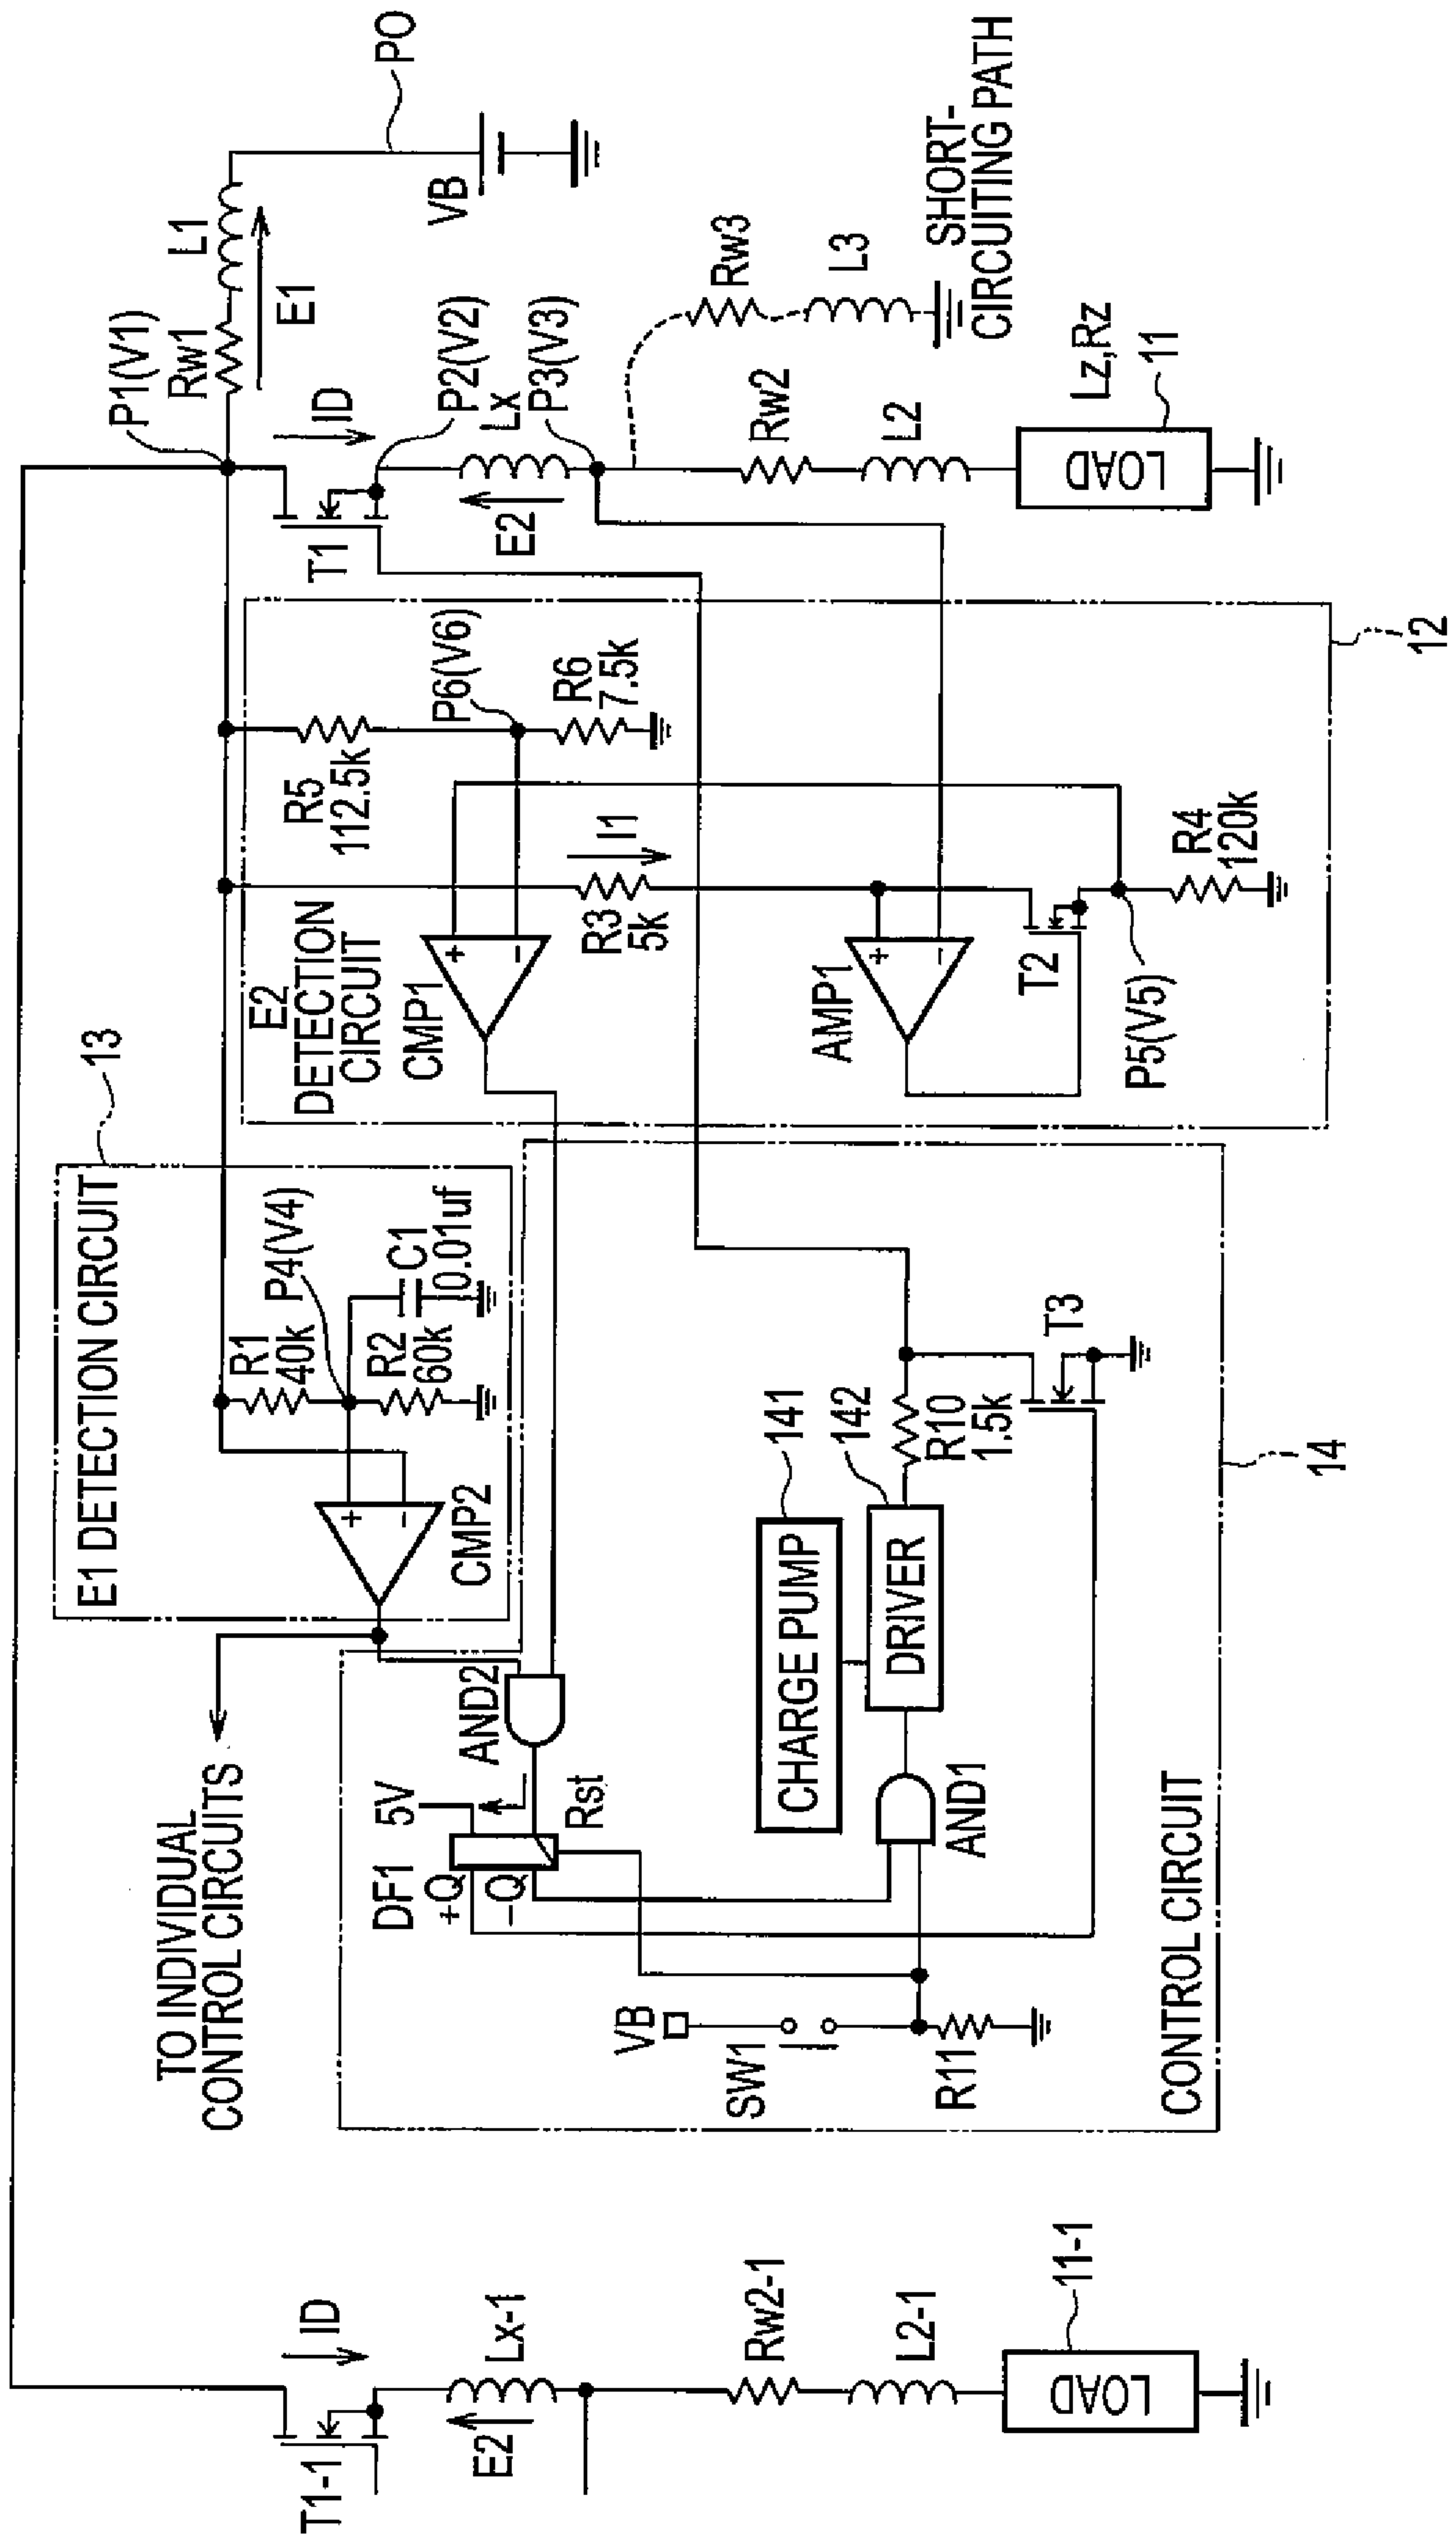 P1(V1)
Rw1
L1
E1
PO
VB
ID
T1
P2(V2)
Lx
P3(V3)
E2
Rw3
L3
SHORT-
CIRCUITING PATH
Rw2
L2
Lz,Rz
LOAD
11
12
E2
DETECTION
CIRCUIT
R5
112.5k
P6(V6)
R6
7.5k
CMP1
+
−
I1
R3
5k
AMP1
+
−
T2
P5(V5)
R4
120k
13
E1 DETECTION CIRCUIT
R1
40k
P4(V4)
R2
60k
C1
0.01uf
CMP2
+
−
TO INDIVIDUAL
CONTROL CIRCUITS
AND2
5V
DF1
+Q
−Q
Rst
CHARGE PUMP
141
DRIVER
142
R10
1.5k
T3
AND1
VB
SW1
R11
CONTROL CIRCUIT
14
T1-1
ID
Lx-1
E2
Rw2-1
L2-1
LOAD
11-1